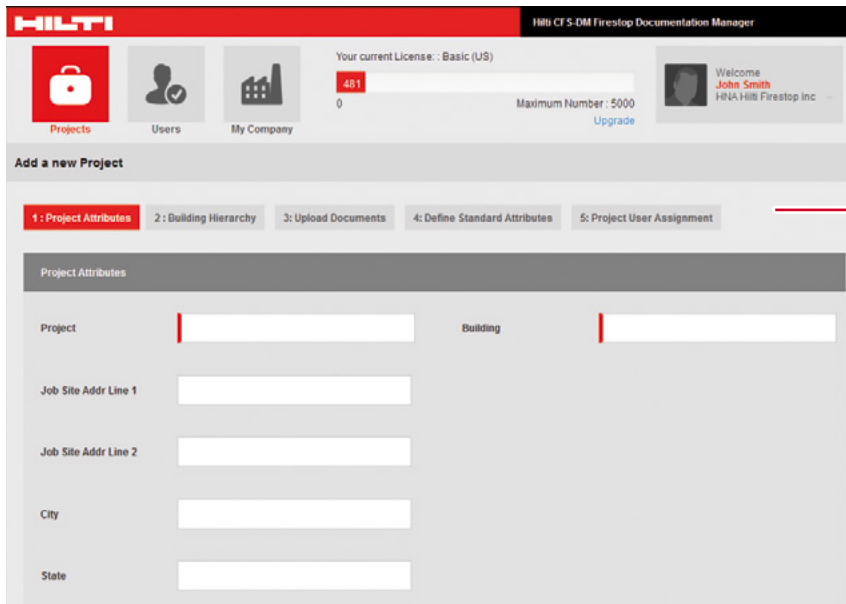 HILTI
Hilti CFS-DM Firestop Documentation Manager
Your current License: : Basic (US)
481
0 Maximum Number : 5000
Upgrade
Welcome
John Smith
HNA Hilti Firestop Inc
Projects Users My Company
Add a new Project
1 : Project Attributes 2 : Building Hierarchy 3: Upload Documents 4: Define Standard Attributes 5: Project User Assignment
Project Attributes
Project Building
Job Site Addr Line 1
Job Site Addr Line 2
City
State